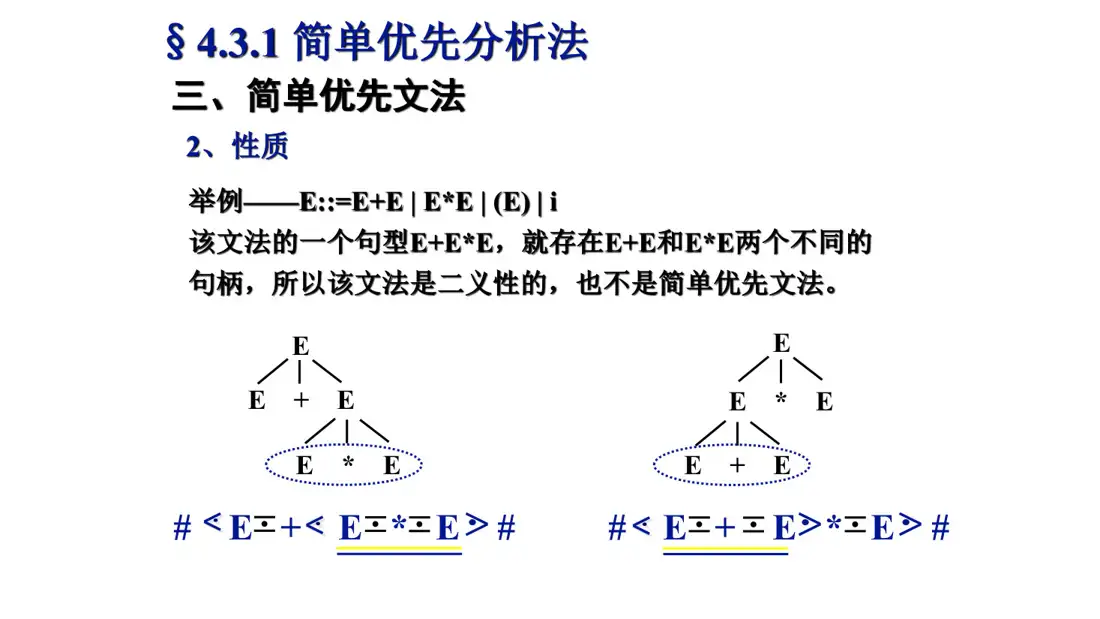 §4.3.1 简单优先分析法
三、简单优先文法
2、性质
举例——E::=E+E | E*E | (E) | i
该文法的一个句型E+E*E，就存在E+E和E*E两个不同的
句柄，所以该文法是二义性的，也不是简单优先文法。
E
E + E
E * E
# ⋖ E ≐ + ⋖ E ≐ * ≐ E ⋗ #
E
E * E
E + E
# ⋖ E ≐ + ≐ E ⋗ * ≐ E ⋗ #